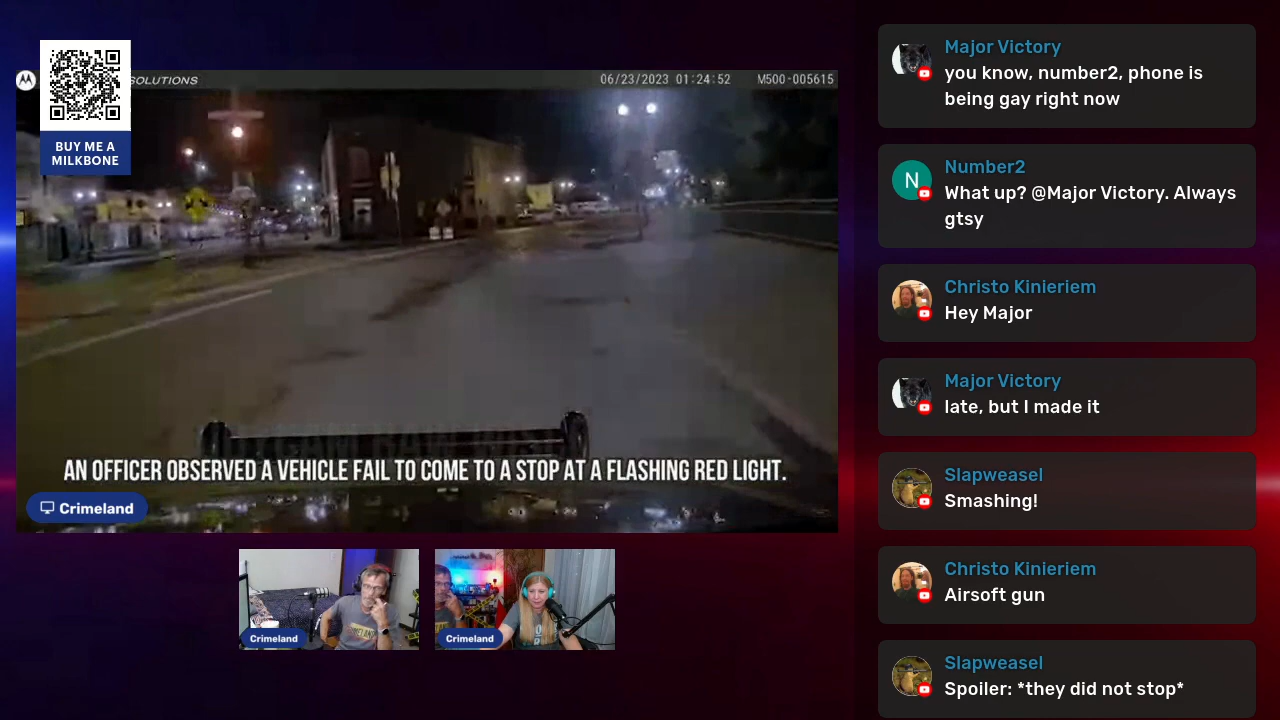 SOLUTIONS
06/23/2023 01:24:52 M500-005615
BUY ME A
MILKBONE
AN OFFICER OBSERVED A VEHICLE FAIL TO COME TO A STOP AT A FLASHING RED LIGHT.
Crimeland
Crimeland
Crimeland
Major Victory
you know, number2, phone is
being gay right now
N
Number2
What up? @Major Victory. Always
gtsy
Christo Kinieriem
Hey Major
Major Victory
late, but I made it
Slapweasel
Smashing!
Christo Kinieriem
Airsoft gun
Slapweasel
Spoiler: *they did not stop*